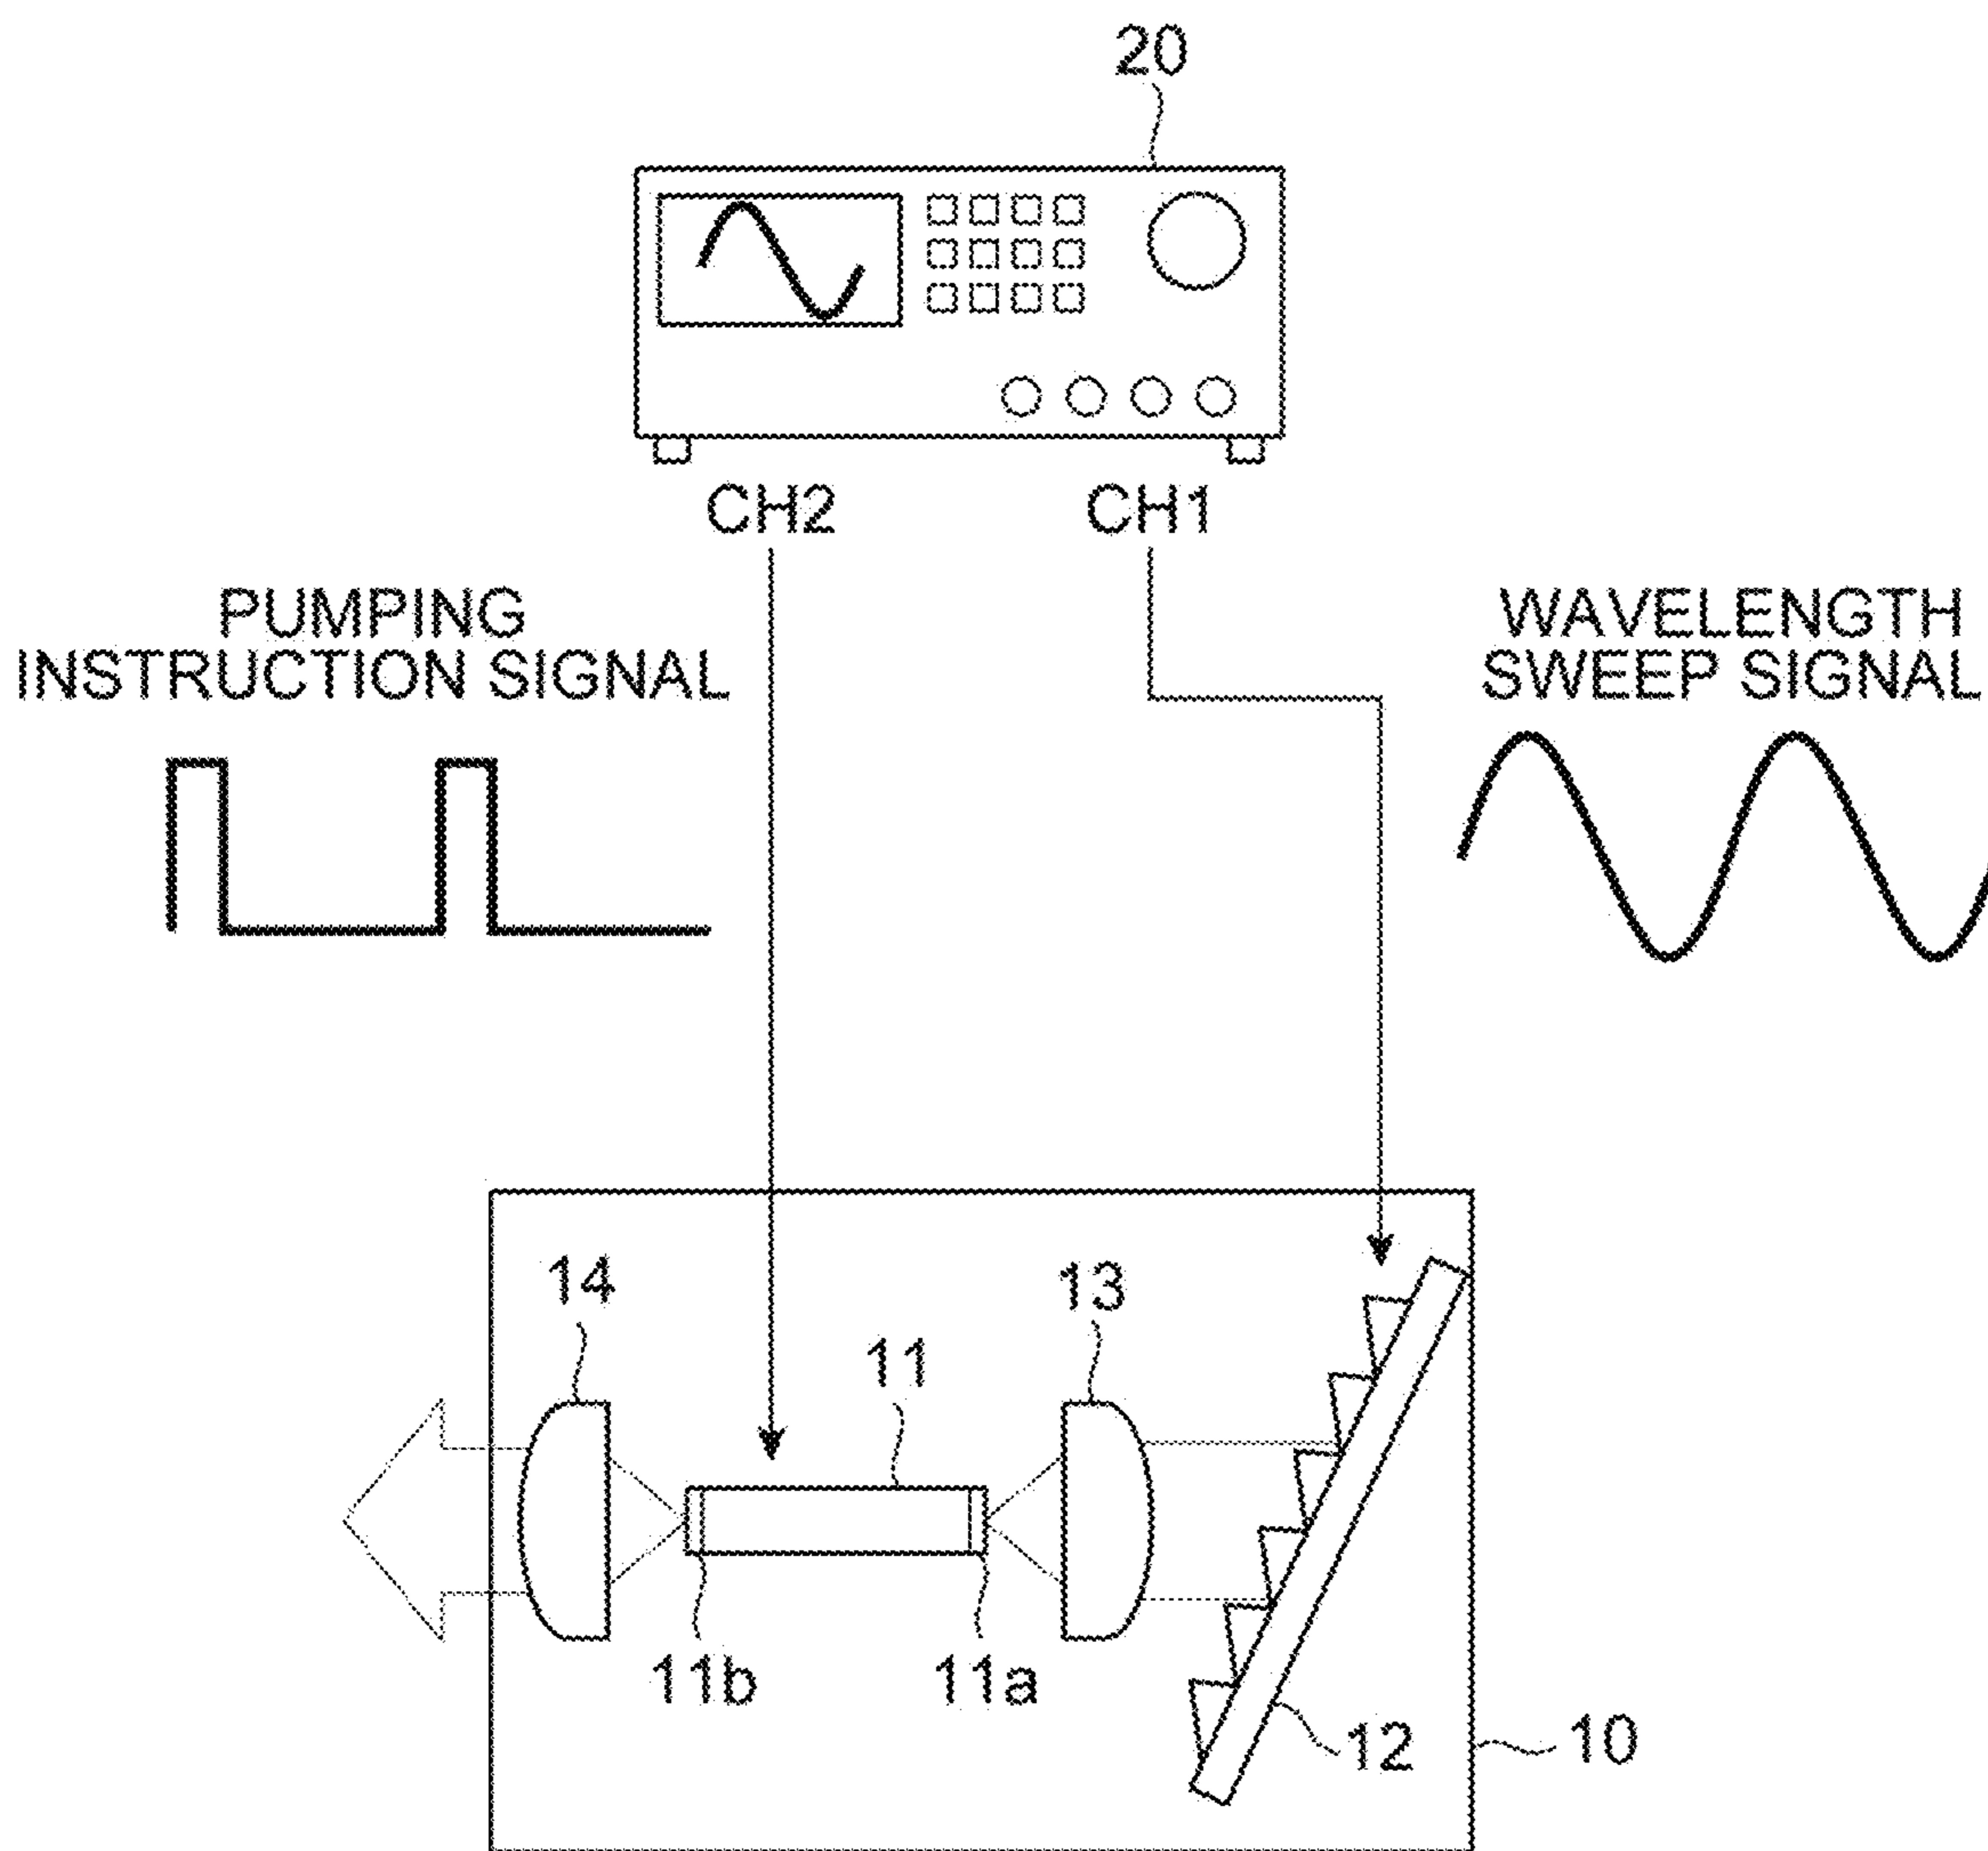 20
CH2
CH1
PUMPING
INSTRUCTION SIGNAL
WAVELENGTH
SWEEP SIGNAL
14
13
11
11b
11a
12
10